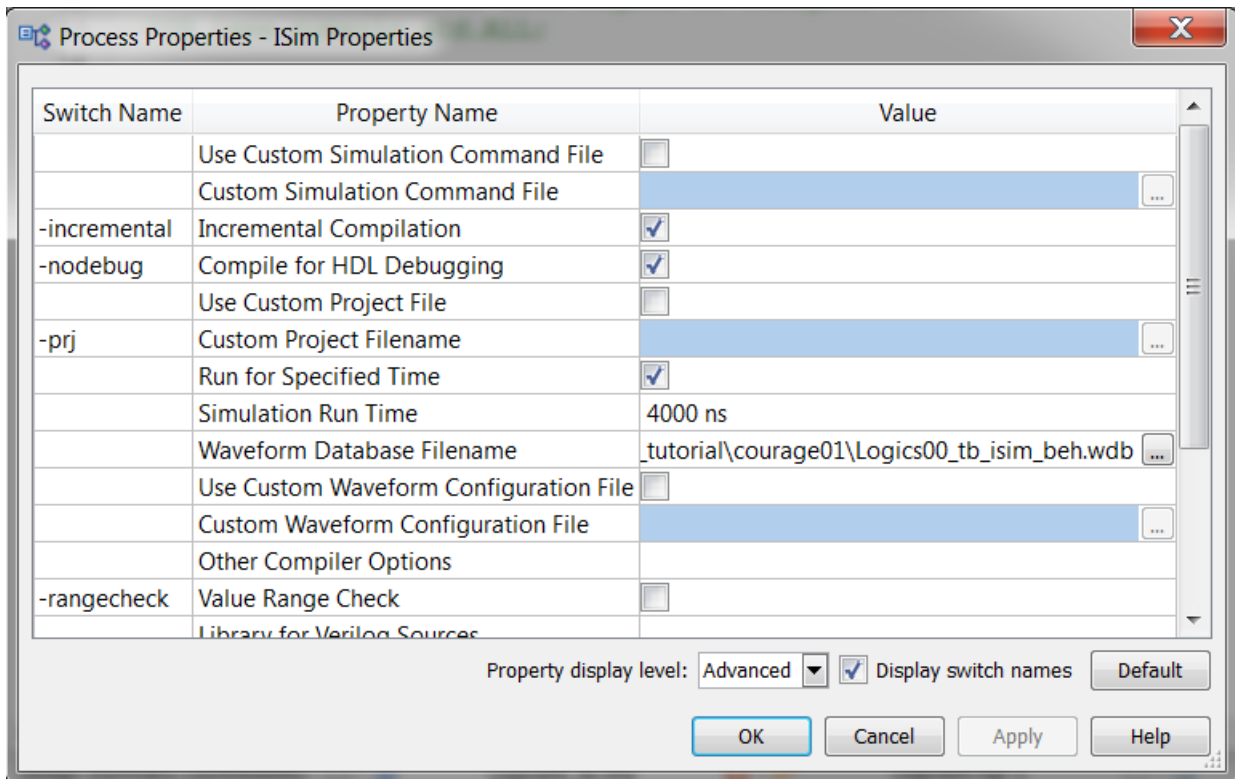 Process Properties - ISim Properties
Switch Name Property Name Value
Use Custom Simulation Command File
Custom Simulation Command File ...
-incremental Incremental Compilation
-nodebug Compile for HDL Debugging
Use Custom Project File
-prj Custom Project Filename ...
Run for Specified Time
Simulation Run Time 4000 ns
Waveform Database Filename _tutorial\courage01\Logics00_tb_isim_beh.wdb ...
Use Custom Waveform Configuration File
Custom Waveform Configuration File ...
Other Compiler Options
-rangecheck Value Range Check
Library for Verilog Sources
Property display level: Advanced Display switch names Default
OK Cancel Apply Help